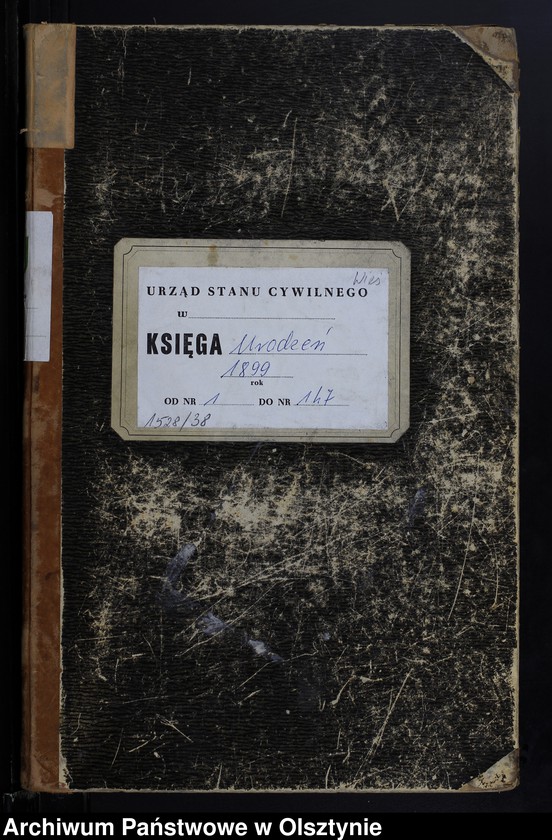 Wieś
URZĄD STANU CYWILNEGO
w
KSIĘGA Urodzeń
1899
rok
OD NR 1 DO NR 147
1528/38
Archiwum Państwowe w Olsztynie